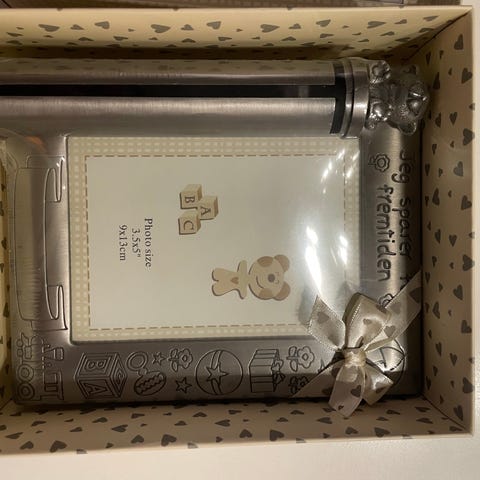 Jeg sparer
fremtiden
A
B C
Photo size
3.5x5"
9x13cm
B A